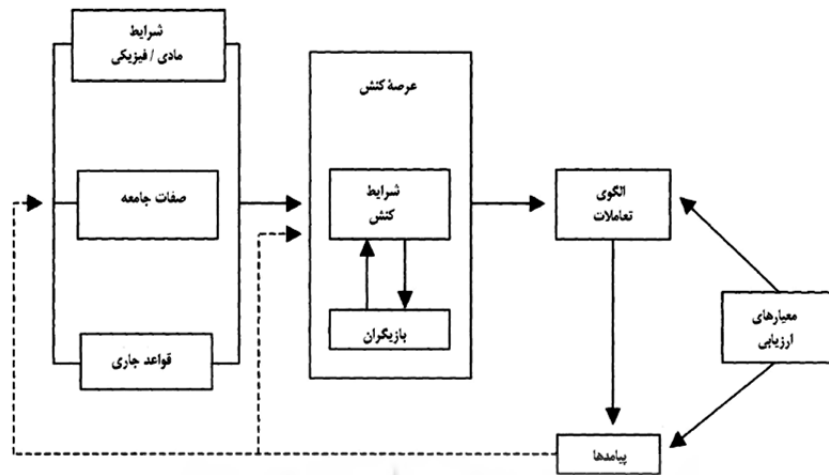 شرایط
مادی / فیزیکی
عرصهٔ کنش
صفات جامعه
شرایط
کنش
الگوی
تعاملات
بازیگران
معیارهای
ارزیابی
قواعد جاری
پیامدها